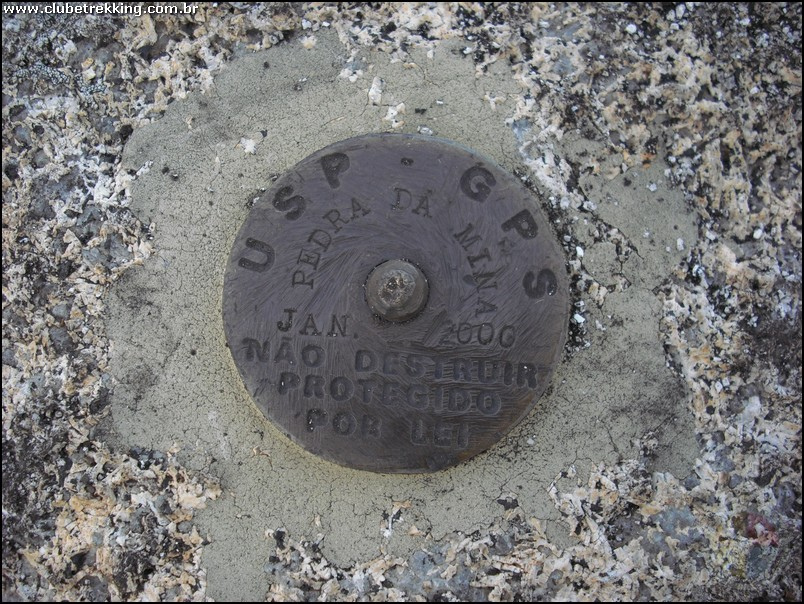 www.clubetrekking.com.br
USP - GPS
PEDRA DA MINA
JAN. 2000
NÃO DESTRUIR
PROTEGIDO
POR LEI